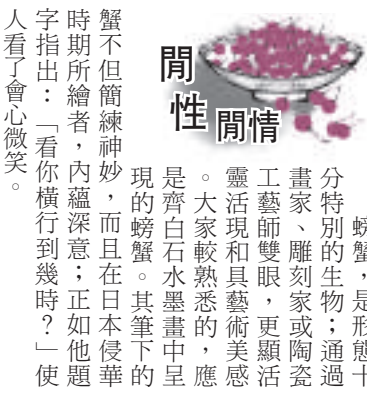 閒性
閒情
螃蟹，是形態十
分特別的生物；通過
畫家、雕刻家或陶瓷
工藝師雙眼，更顯活
靈活現和具藝術美感
。大家較熟悉的，應
是齊白石水墨畫中呈
現的螃蟹。其筆下的
蟹不但簡練神妙，而且在日本侵華
時期所繪者，內蘊深意；正如他題
字指出：「看你橫行到幾時？」使
人看了會心微笑。